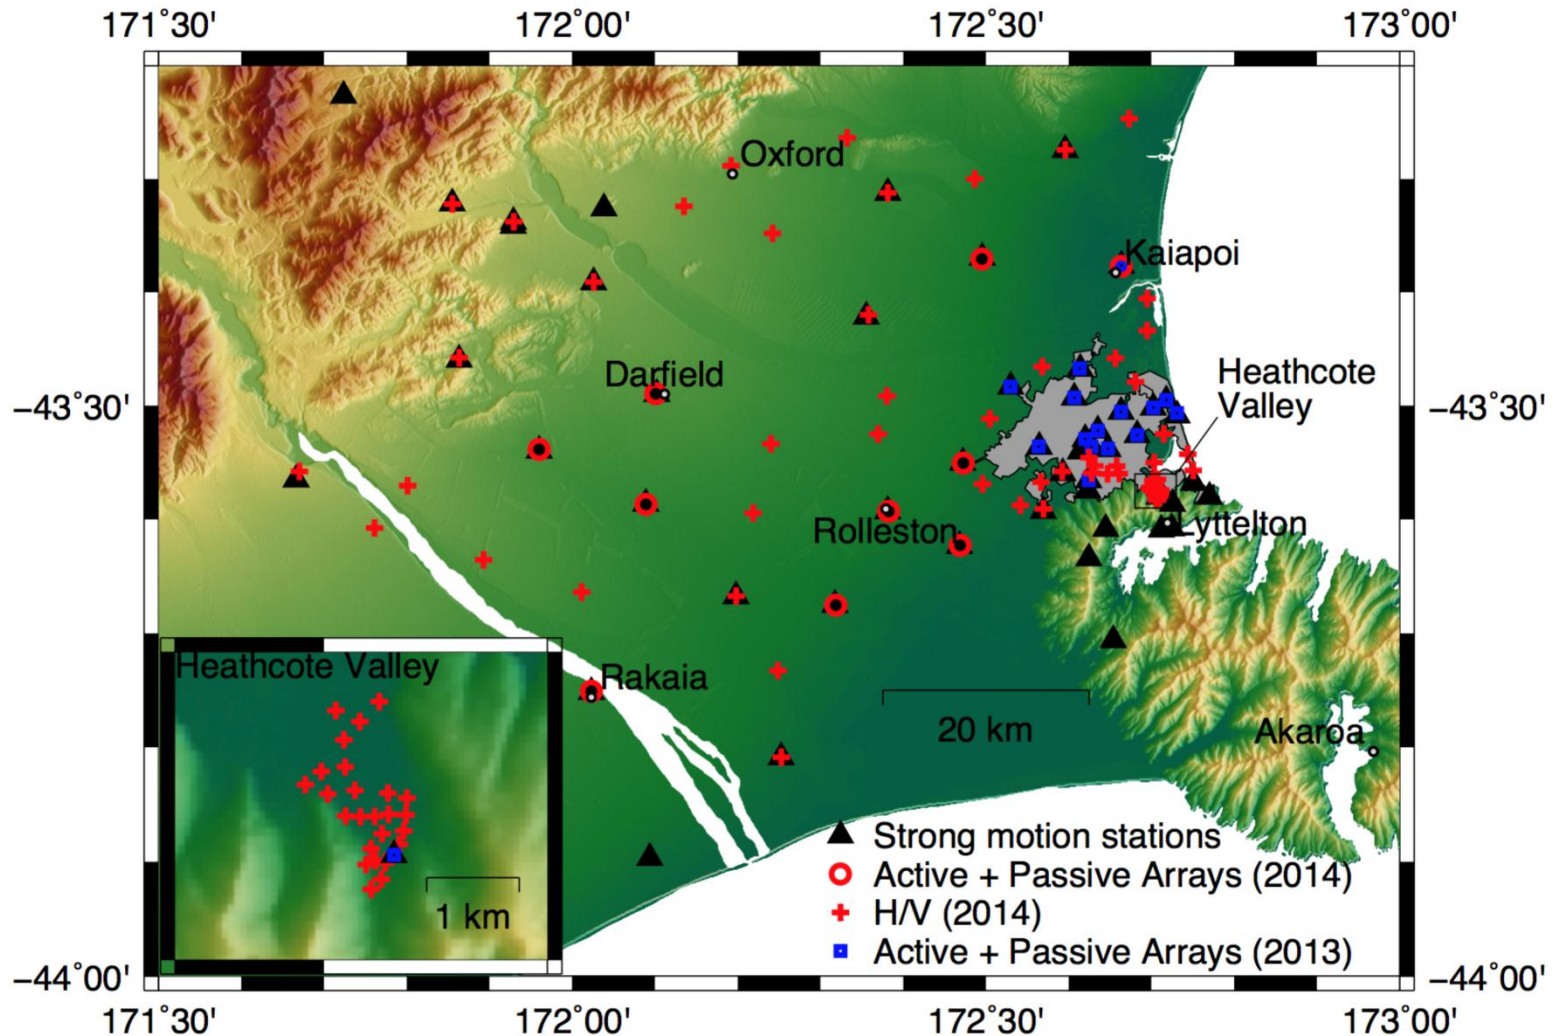 171˚30' 172˚00' 172˚30' 173˚00'
Oxford
Kaiapoi
Darfield
Heathcote
Valley
−43˚30' −43˚30'
Rolleston
Lyttelton
Heathcote Valley
Rakaia
20 km
Akaroa
Strong motion stations
Active + Passive Arrays (2014)
H/V (2014)
1 km
Active + Passive Arrays (2013)
−44˚00' −44˚00'
171˚30' 172˚00' 172˚30' 173˚00'